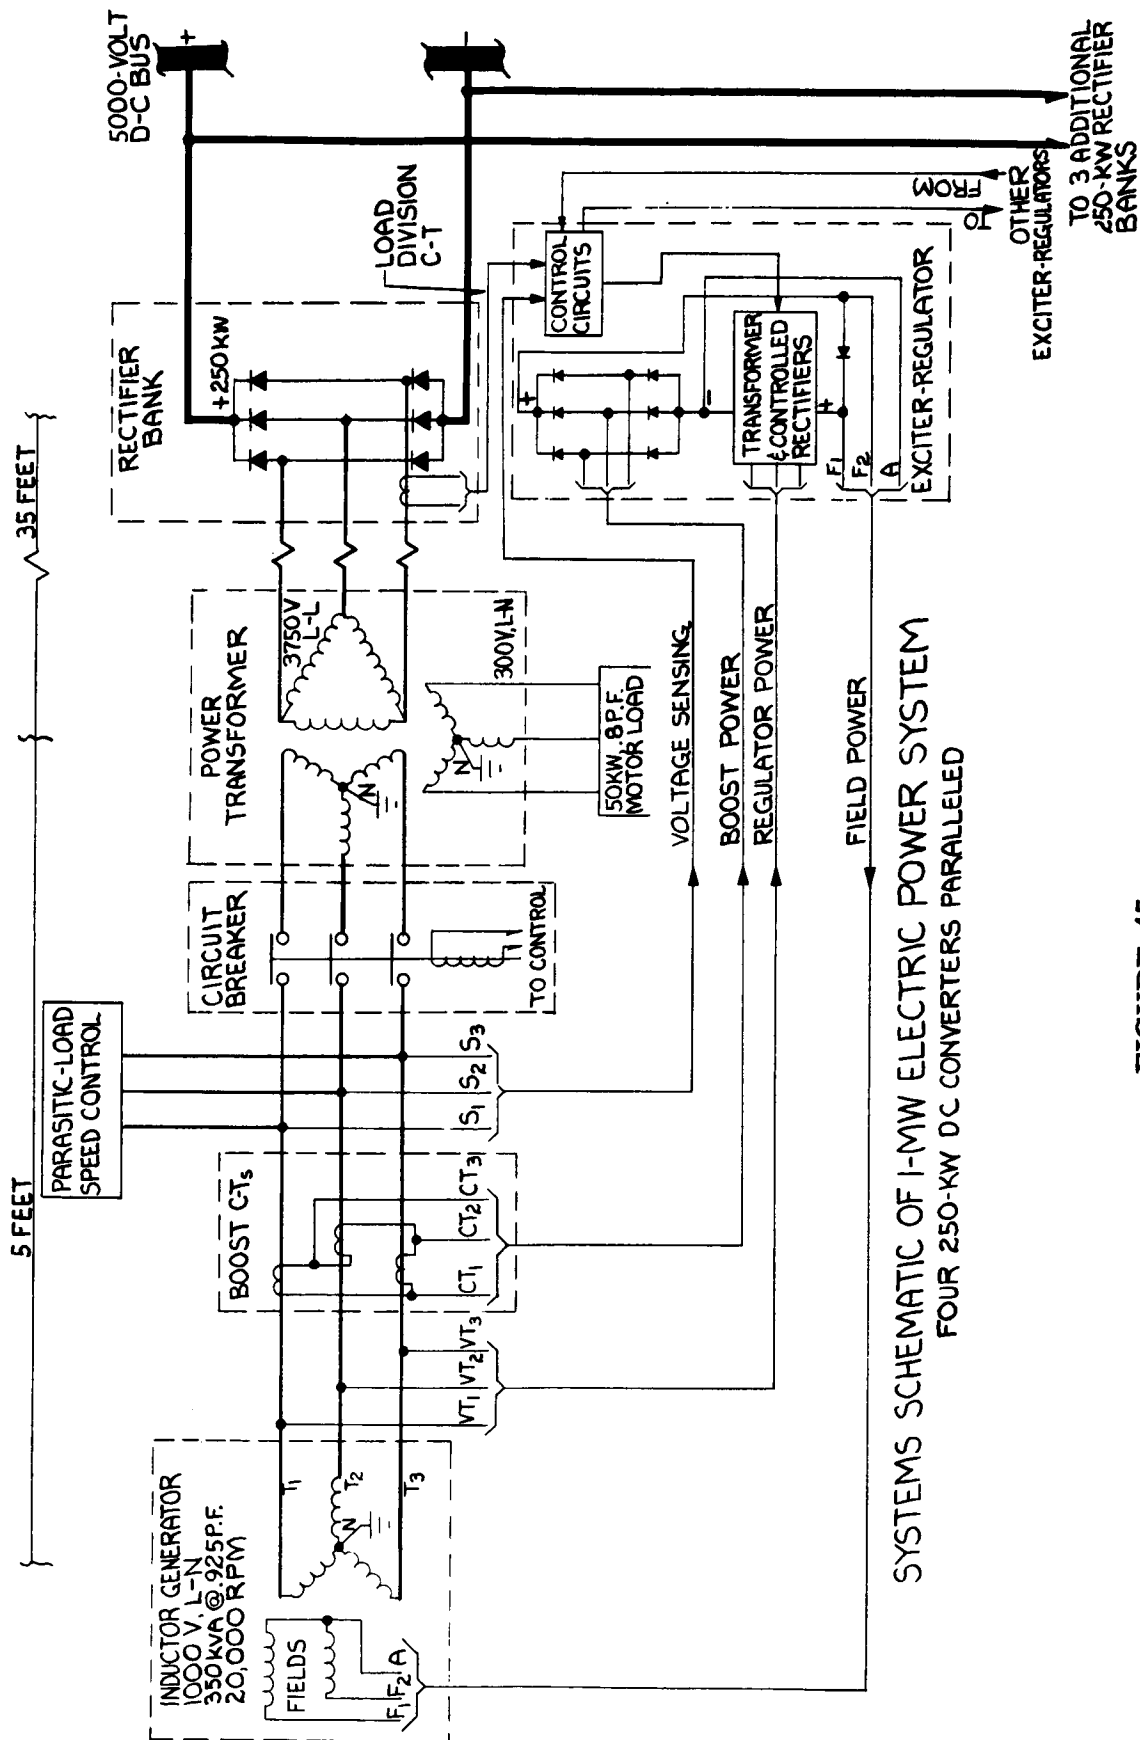 5 FEET
35 FEET
INDUCTOR GENERATOR
1000 V, L-N
350 KVA @ .925 P.F.
20,000 RPM
FIELDS
F1 F2 A
N
T1
T2
T3
VT1 VT2 VT3
BOOST C-Ts
CT1 CT2 CT3
PARASITIC-LOAD
SPEED CONTROL
S1 S2 S3
CIRCUIT
BREAKER
TO CONTROL
POWER
TRANSFORMER
N
3750V
L-L
N
300V, L-N
50KW, .8 P.F.
MOTOR LOAD
RECTIFIER
BANK
+250KW
5000-VOLT
D-C BUS
+
-
LOAD
DIVISION
C-T
CONTROL
CIRCUITS
+
-
TRANSFORMER
& CONTROLLED
RECTIFIERS
+
F1
F2
A
EXCITER-REGULATOR
FROM
TO
OTHER
EXCITER-REGULATORS
TO 3 ADDITIONAL
250-KW RECTIFIER
BANKS
VOLTAGE SENSING
BOOST POWER
REGULATOR POWER
FIELD POWER
SYSTEMS SCHEMATIC OF 1-MW ELECTRIC POWER SYSTEM
FOUR 250-KW DC CONVERTERS PARALLELED